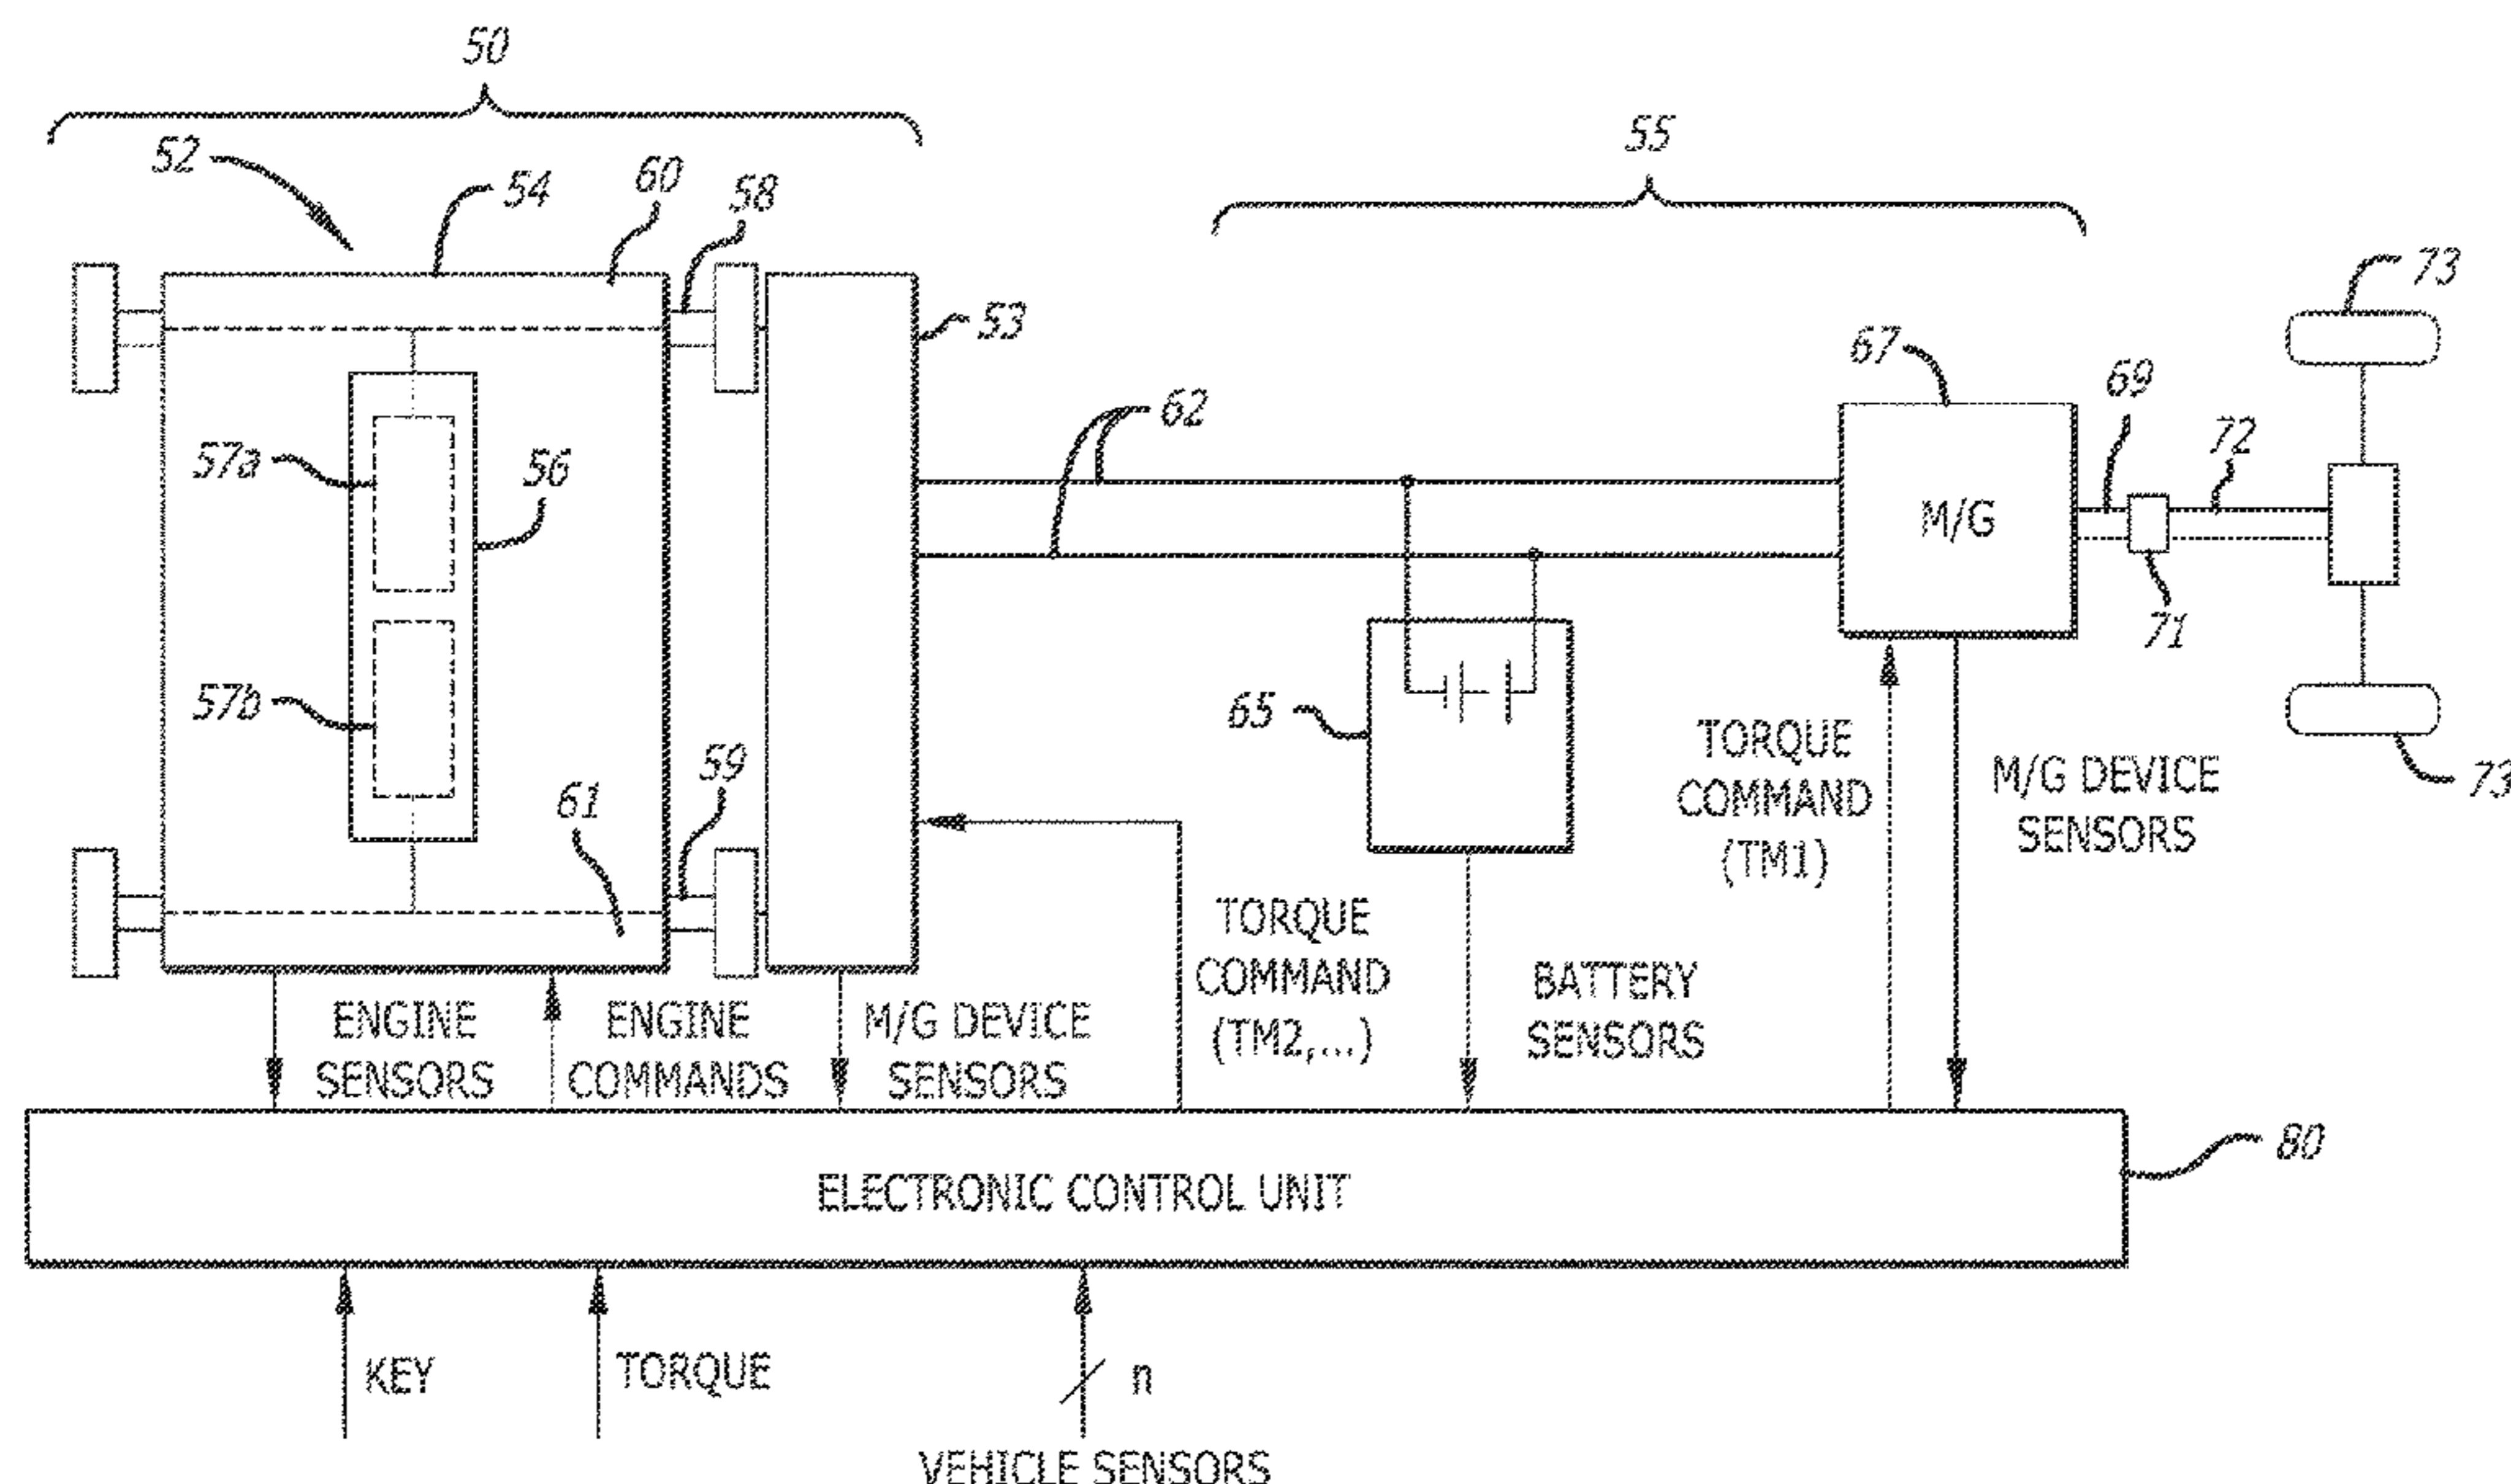 50
55
52
54
60
58
53
73
67
69
72
62
57a
56
M/G
71
57b
65
59
61
73
TORQUE
COMMAND
(TM1)
M/G DEVICE
SENSORS
TORQUE
COMMAND
(TM2,...)
BATTERY
SENSORS
ENGINE
SENSORS
ENGINE
COMMANDS
M/G DEVICE
SENSORS
80
ELECTRONIC CONTROL UNIT
KEY
TORQUE
n
VEHICLE SENSORS